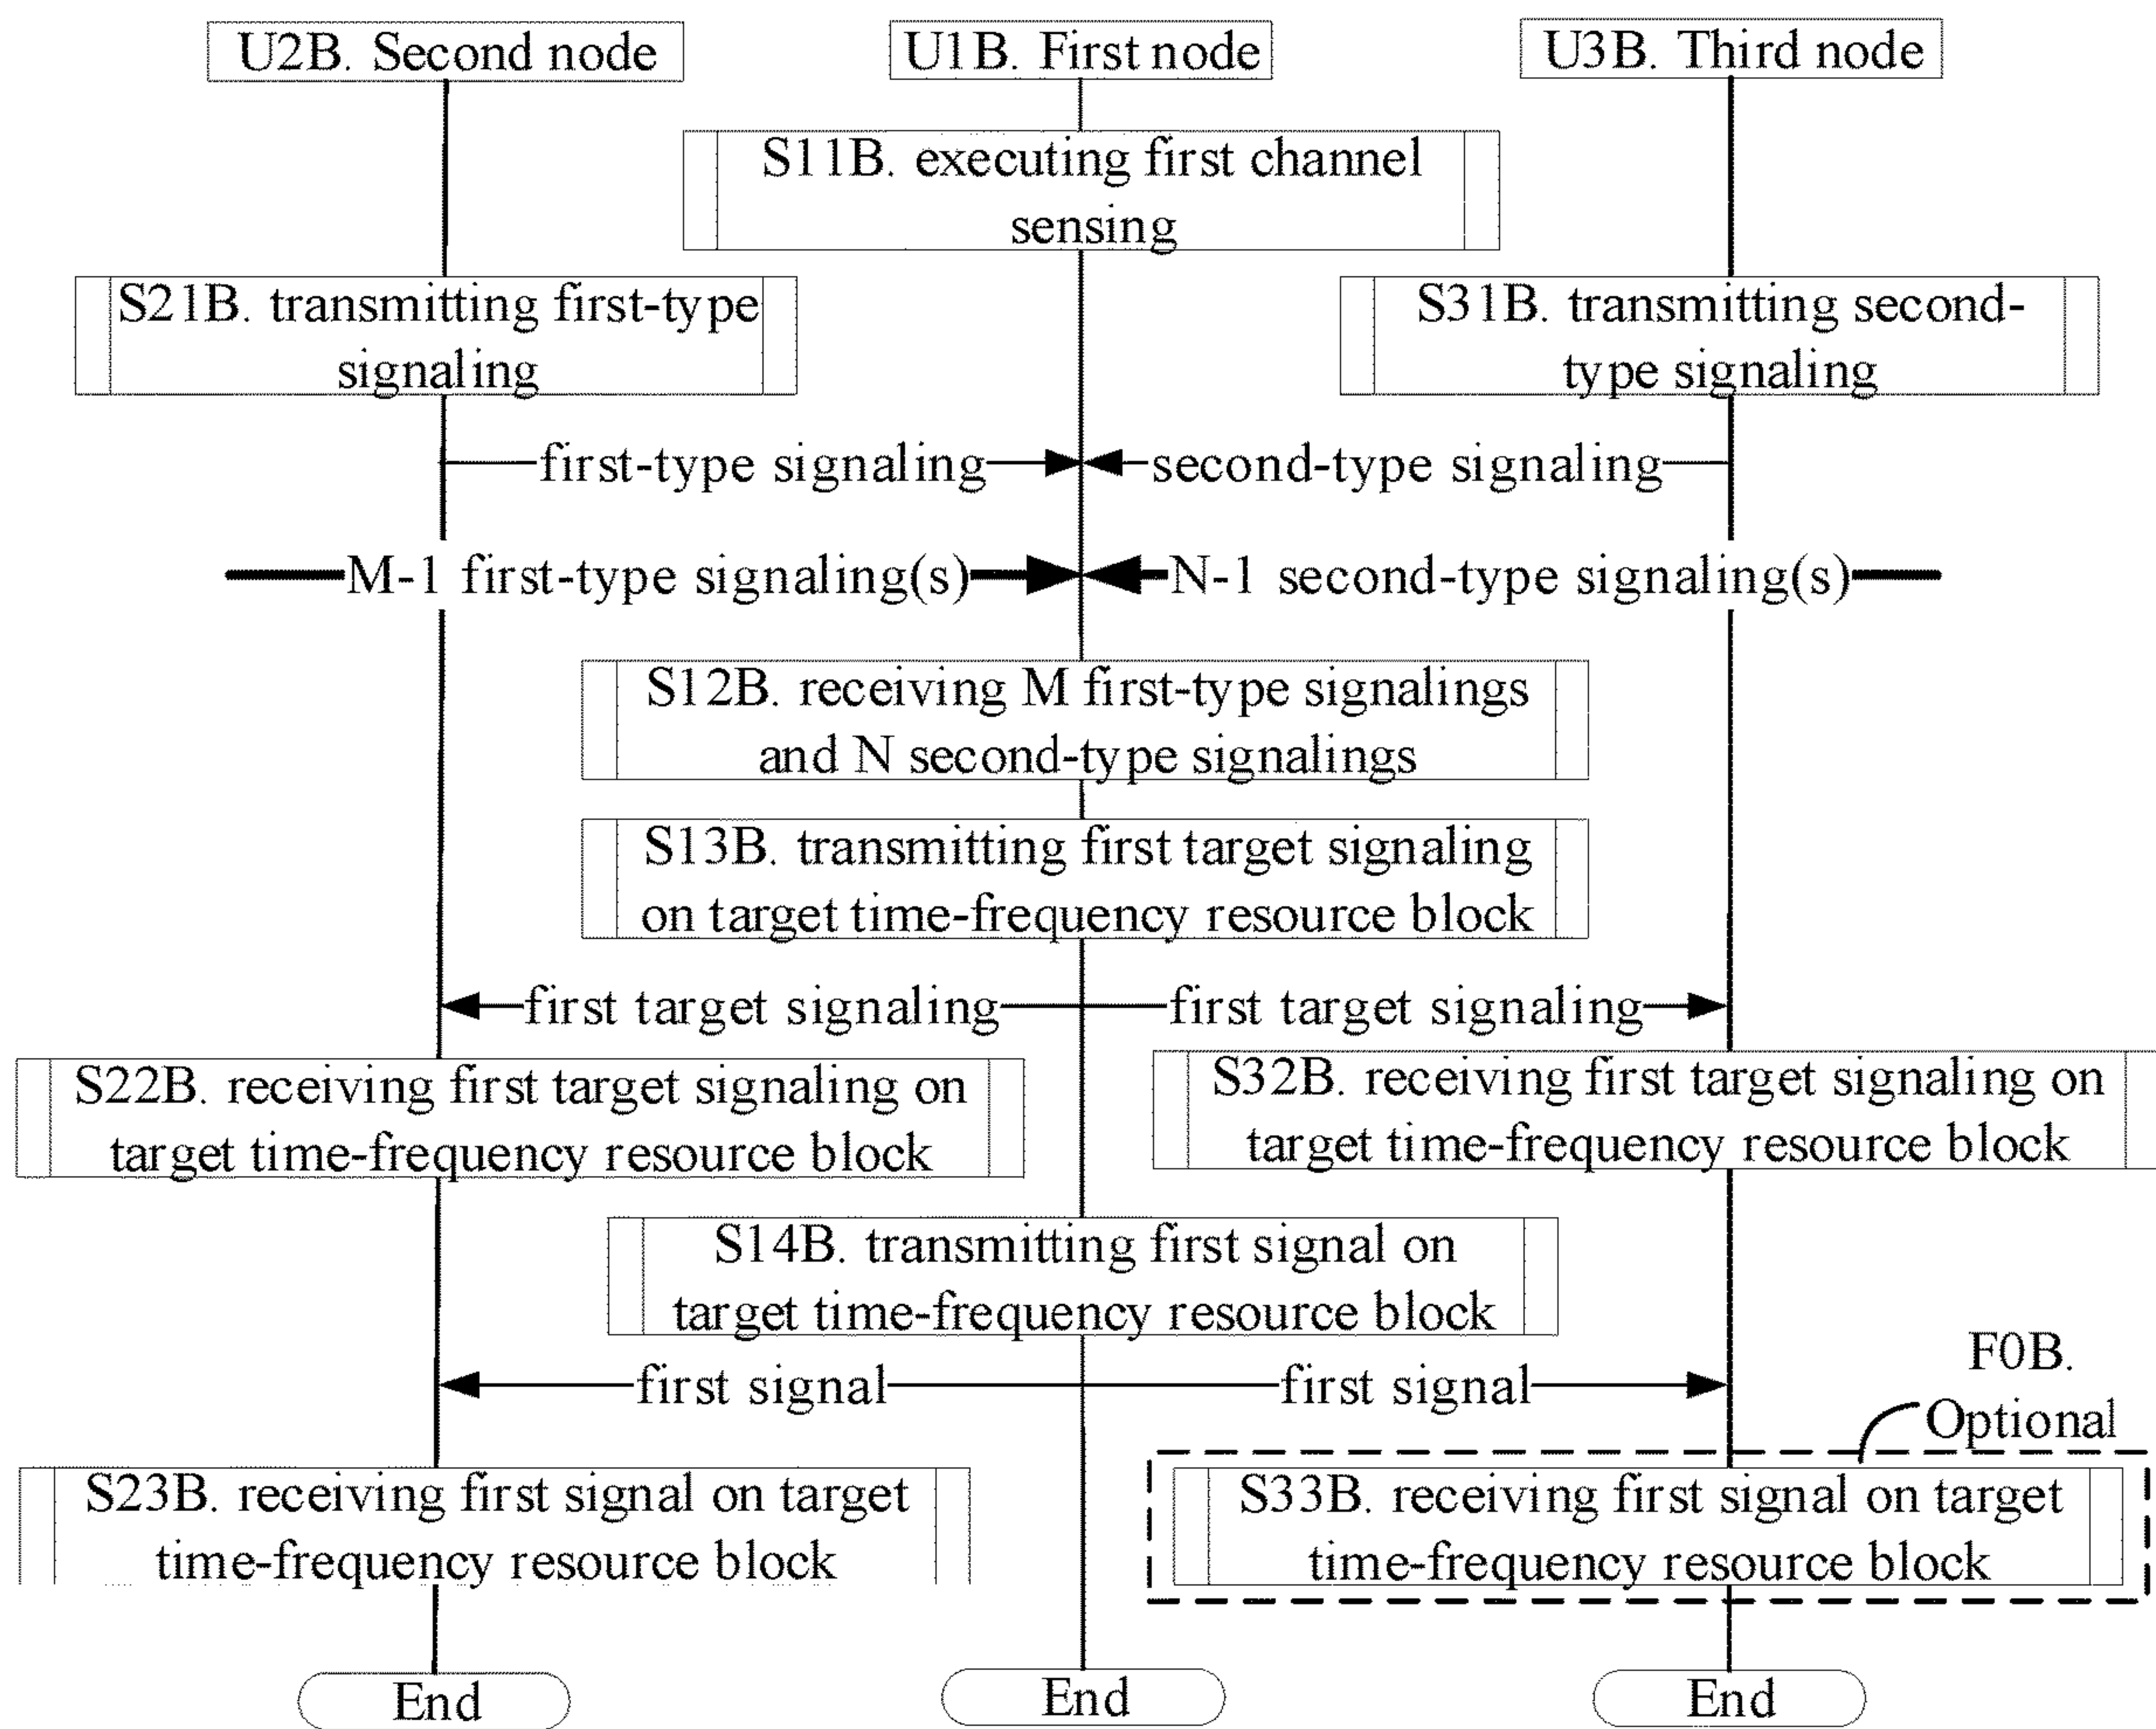 U2B. Second node
U1B. First node
U3B. Third node
S11B. executing first channel
sensing
S21B. transmitting first-type
signaling
S31B. transmitting second-
type signaling
first-type signaling
second-type signaling
M-1 first-type signaling(s)
N-1 second-type signaling(s)
S12B. receiving M first-type signalings
and N second-type signalings
S13B. transmitting first target signaling
on target time-frequency resource block
first target signaling
first target signaling
S22B. receiving first target signaling on
target time-frequency resource block
S32B. receiving first target signaling on
target time-frequency resource block
S14B. transmitting first signal on
target time-frequency resource block
first signal
first signal
F0B.
Optional
S23B. receiving first signal on target
time-frequency resource block
S33B. receiving first signal on target
time-frequency resource block
End
End
End